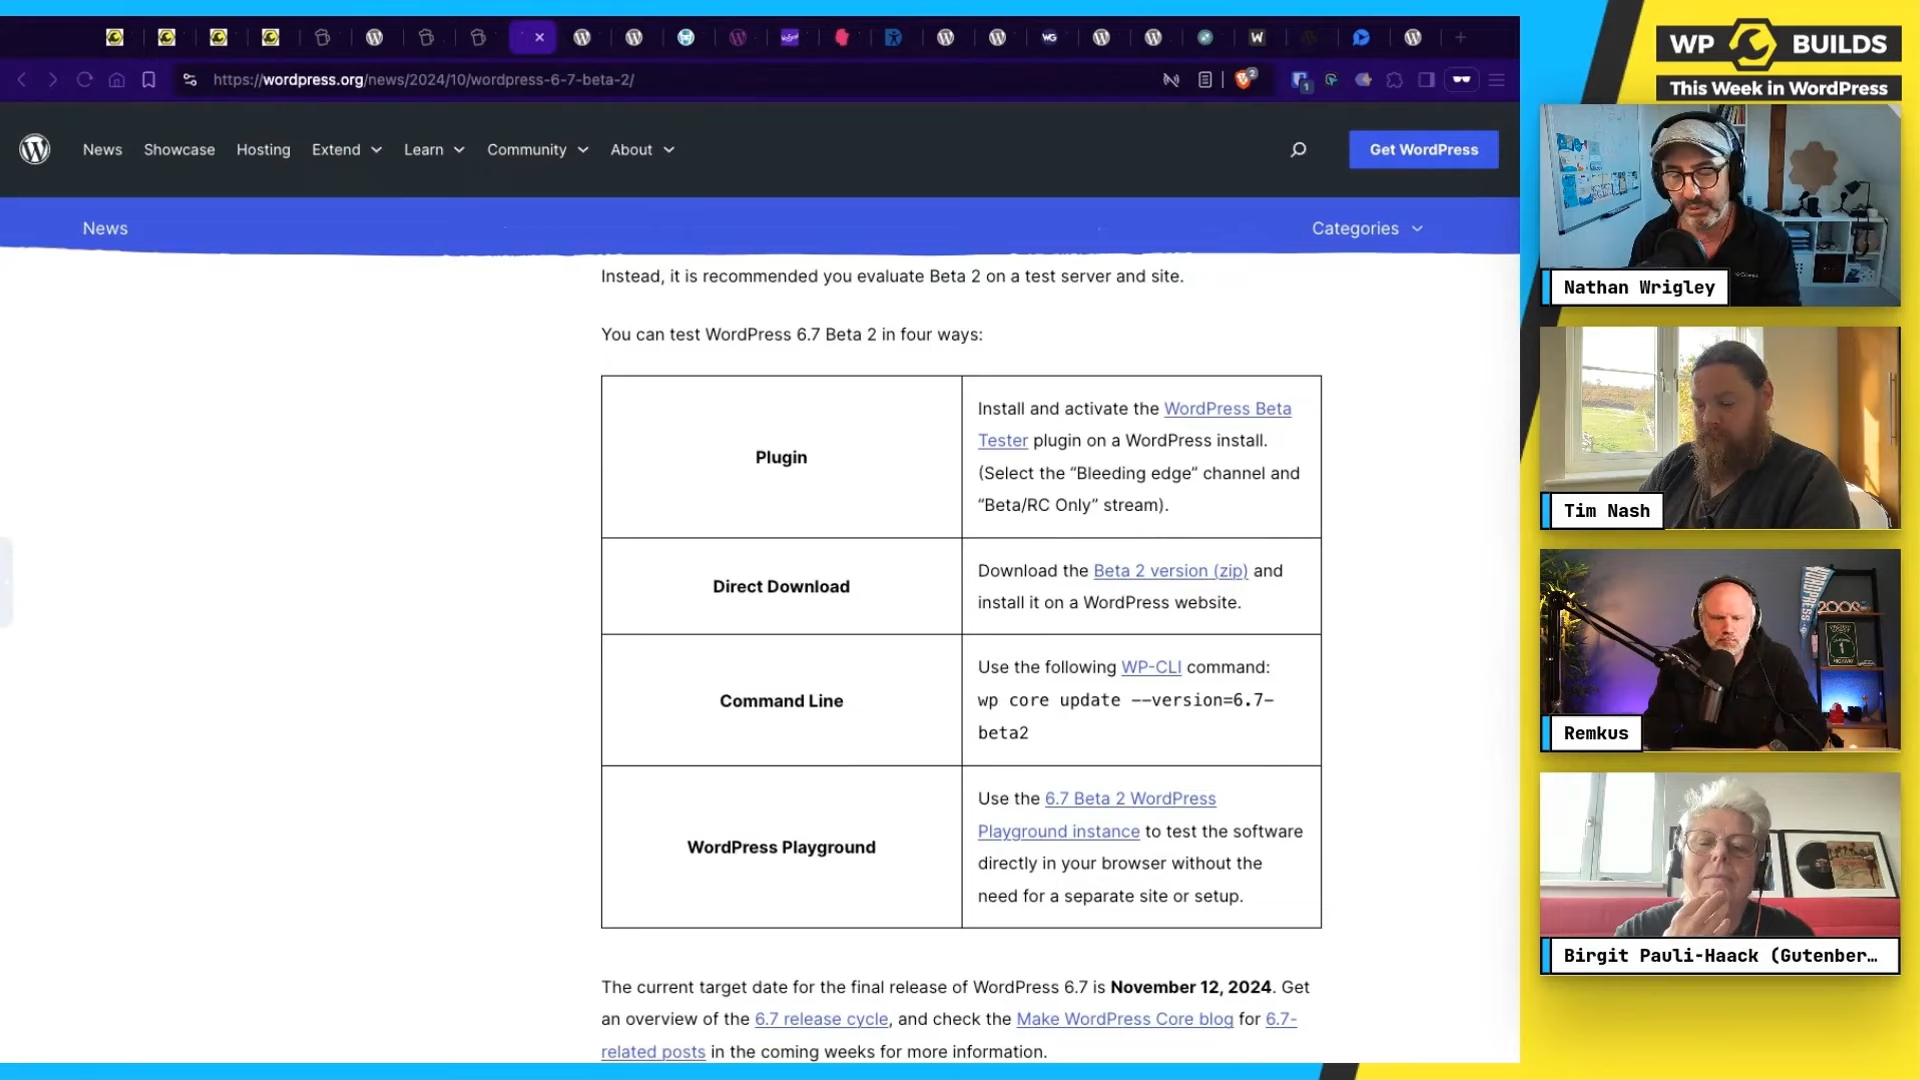 https://wordpress.org/news/2024/10/wordpress-6-7-beta-2/
News Showcase Hosting Extend Learn Community About
Get WordPress
News
Categories
Instead, it is recommended you evaluate Beta 2 on a test server and site.
You can test WordPress 6.7 Beta 2 in four ways:
Plugin
Install and activate the WordPress Beta
Tester plugin on a WordPress install.
(Select the “Bleeding edge” channel and
“Beta/RC Only” stream).
Direct Download
Download the Beta 2 version (zip) and
install it on a WordPress website.
Command Line
Use the following WP-CLI command:
wp core update --version=6.7-
beta2
WordPress Playground
Use the 6.7 Beta 2 WordPress
Playground instance to test the software
directly in your browser without the
need for a separate site or setup.
The current target date for the final release of WordPress 6.7 is November 12, 2024. Get
an overview of the 6.7 release cycle, and check the Make WordPress Core blog for 6.7-
related posts in the coming weeks for more information.
WP BUILDS
This Week in WordPress
Nathan Wrigley
Tim Nash
Remkus
Birgit Pauli-Haack (Gutenber…